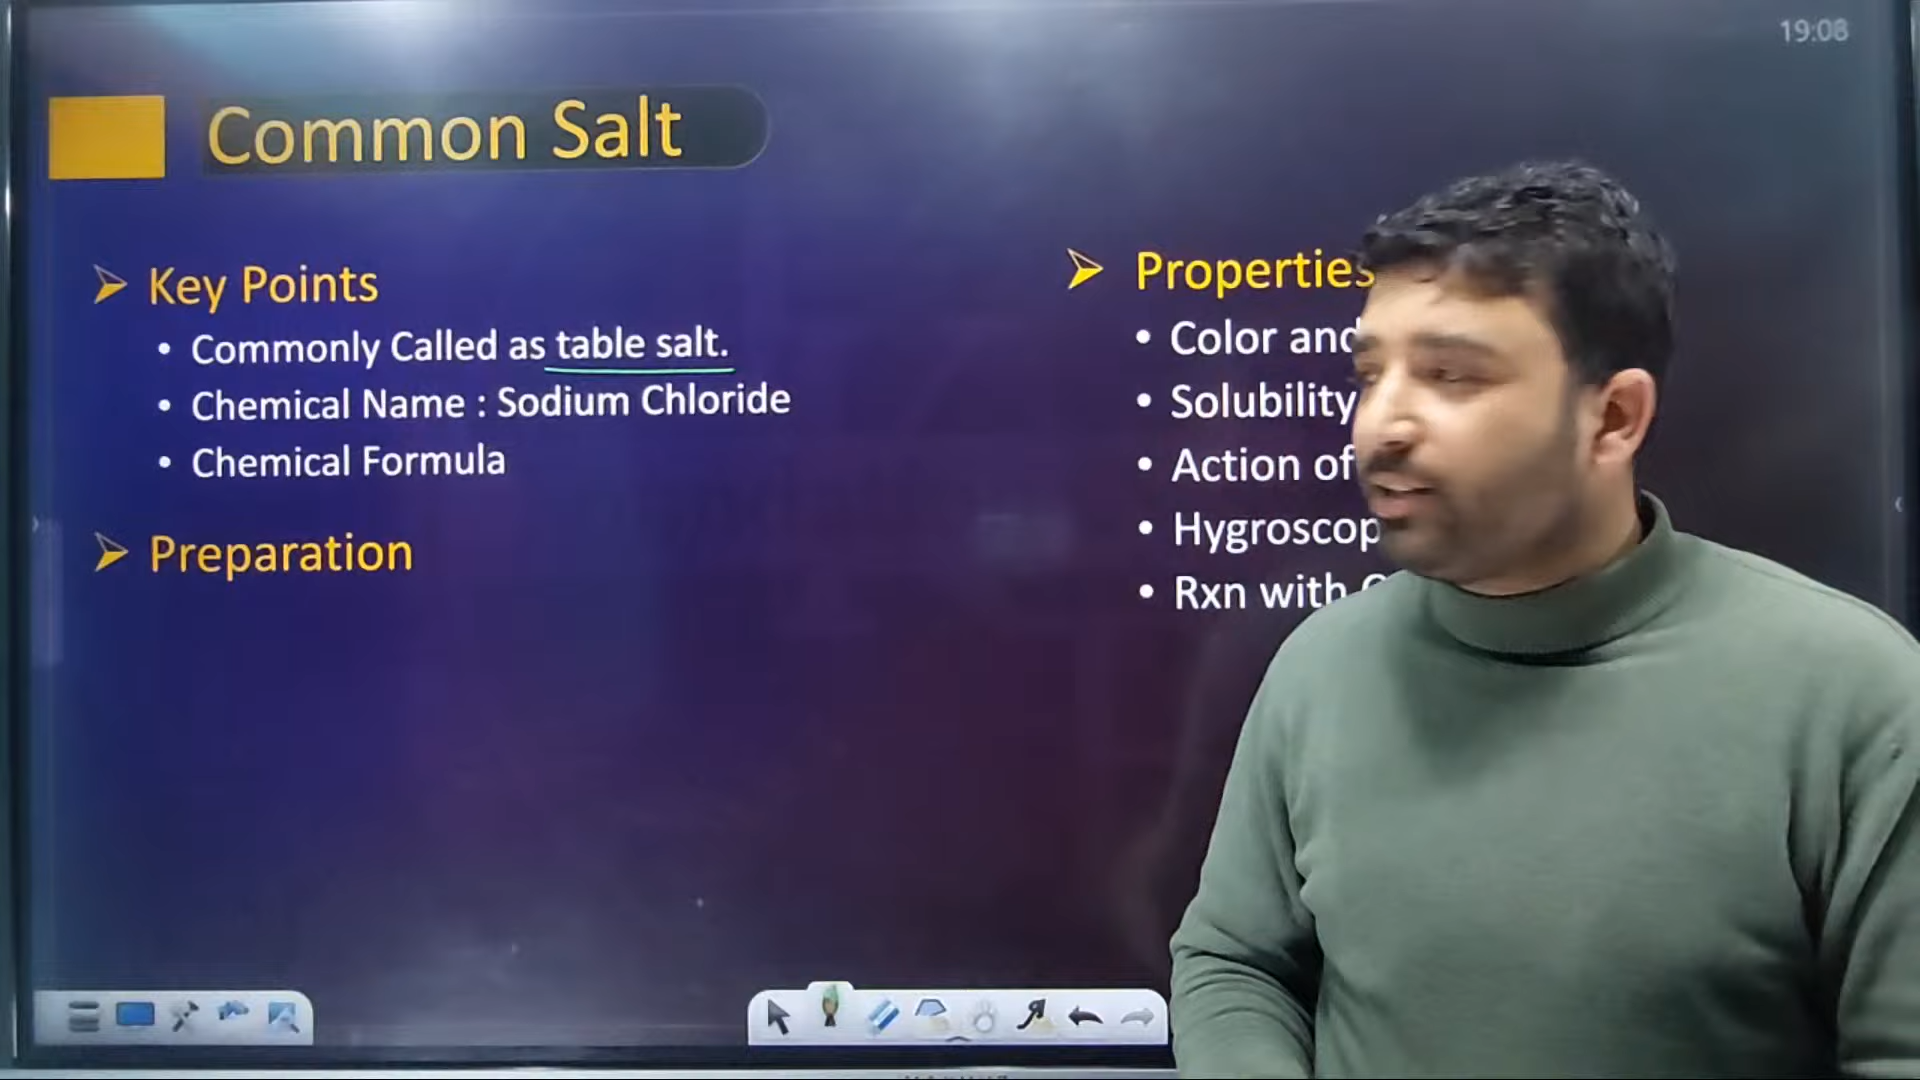 19:08
Common Salt
➢ Key Points
• Commonly Called as table salt.
• Chemical Name : Sodium Chloride
• Chemical Formula
➢ Preparation
➢ Properties
• Color and
• Solubility
• Action of
• Hygroscop
• Rxn with